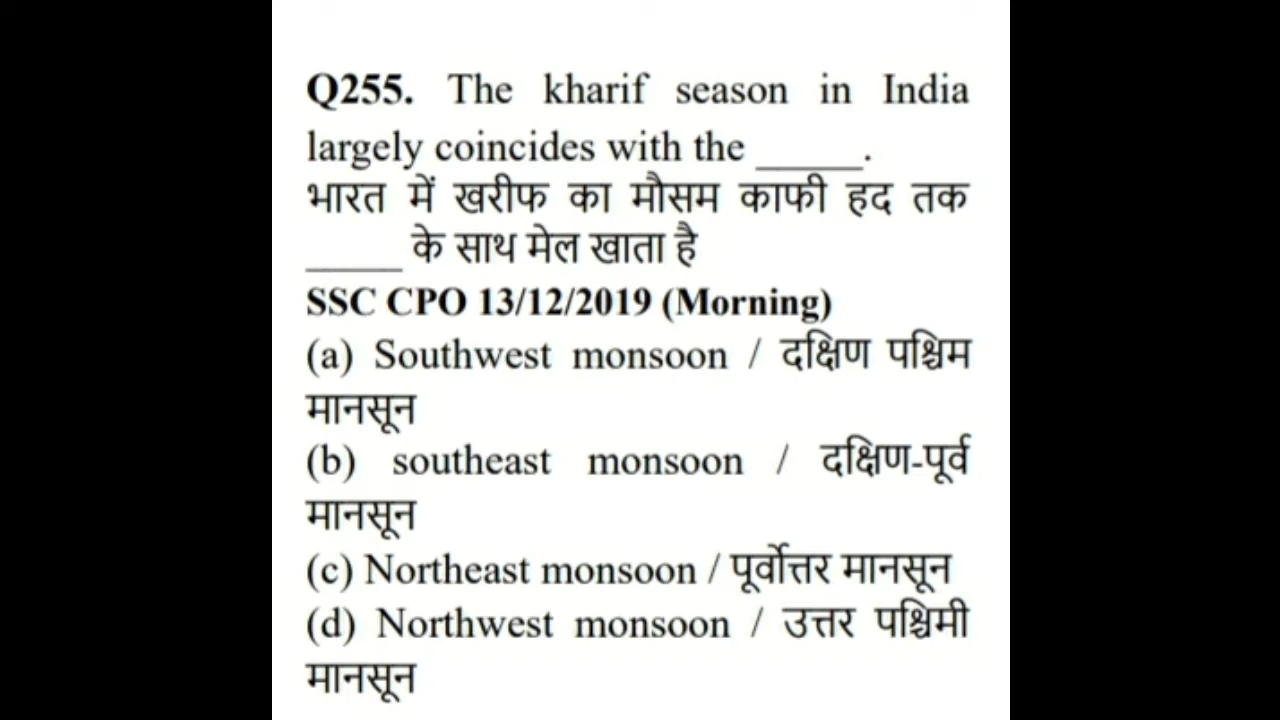 Q255. The kharif season in India
largely coincides with the _____.
भारत में खरीफ का मौसम काफी हद तक
_____ के साथ मेल खाता है
SSC CPO 13/12/2019 (Morning)
(a) Southwest monsoon / दक्षिण पश्चिम
मानसून
(b) southeast monsoon / दक्षिण-पूर्व
मानसून
(c) Northeast monsoon / पूर्वोत्तर मानसून
(d) Northwest monsoon / उत्तर पश्चिमी
मानसून